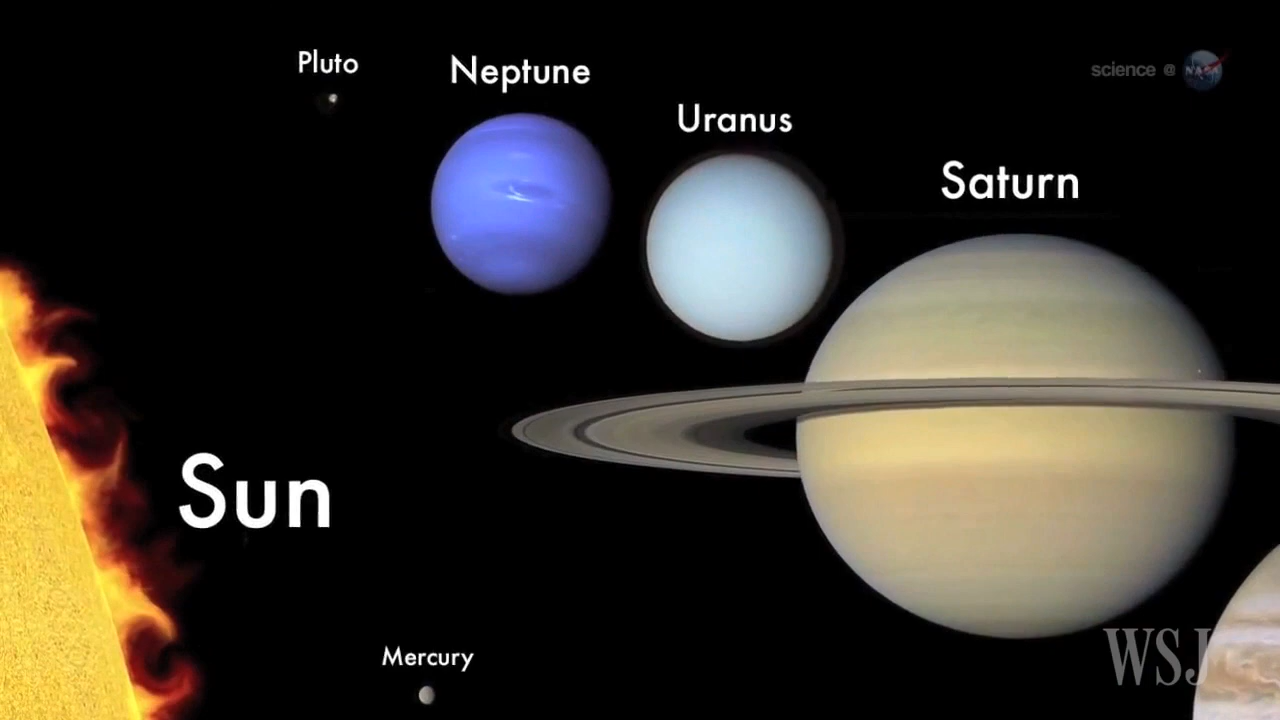 Pluto
Neptune
science @ NASA
Uranus
Saturn
Sun
Mercury
WSJ